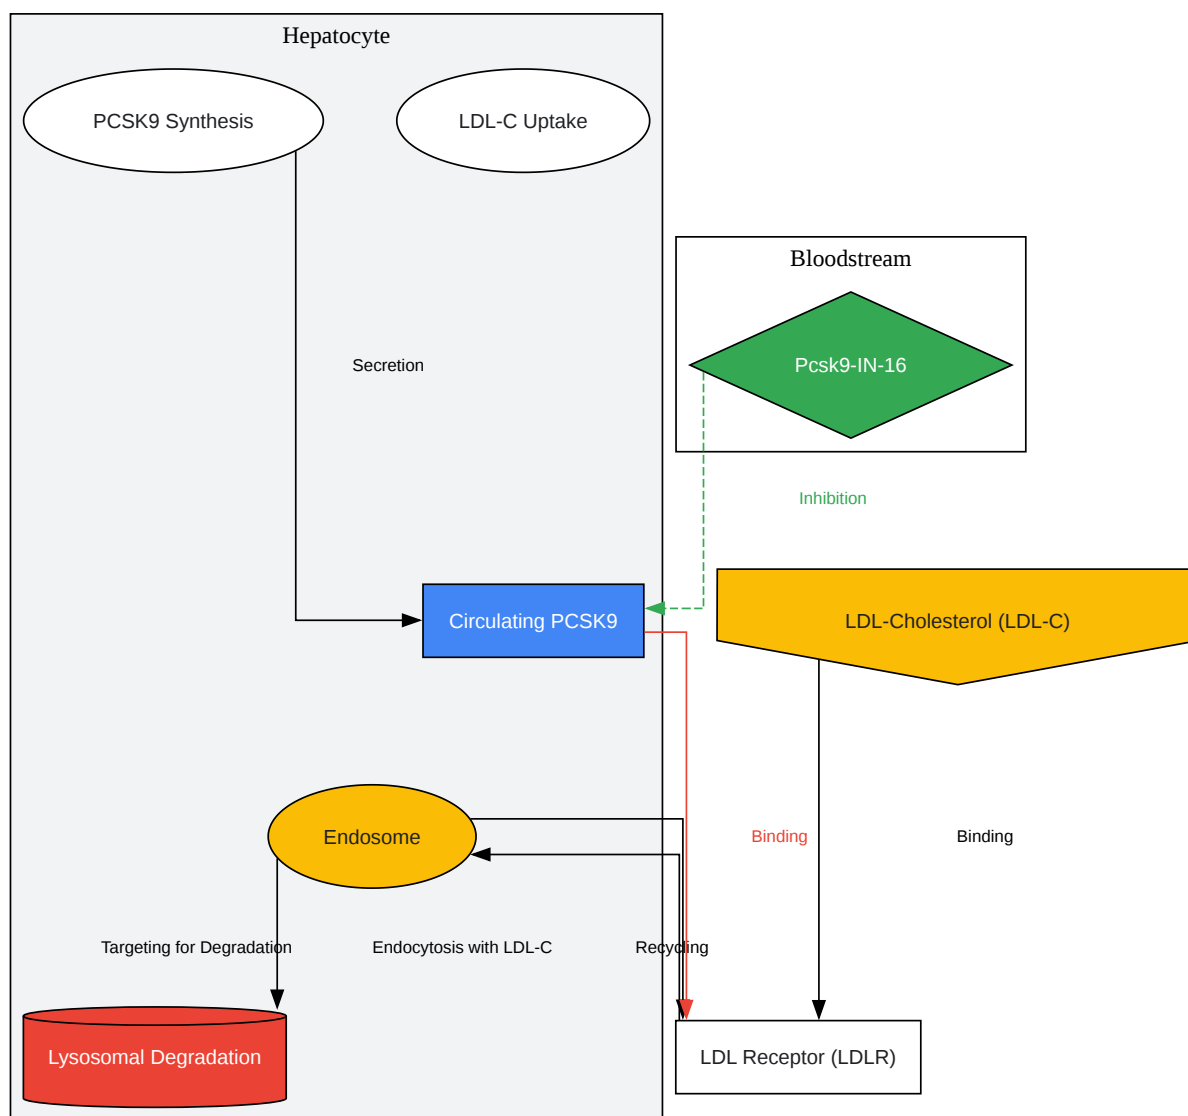 Hepatocyte
PCSK9 Synthesis
LDL-C Uptake
Bloodstream
Pcsk9-IN-16
Secretion
Inhibition
Circulating PCSK9
LDL-Cholesterol (LDL-C)
Endosome
Binding
Binding
Targeting for Degradation
Endocytosis with LDL-C
Recycling
Lysosomal Degradation
LDL Receptor (LDLR)